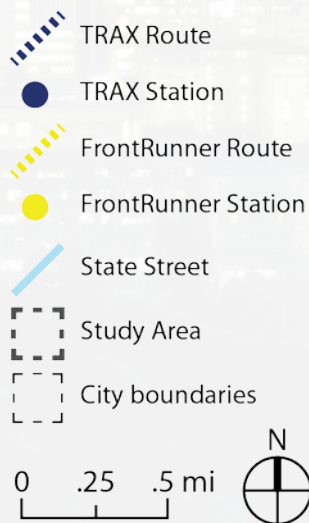 TRAX Route
TRAX Station
FrontRunner Route
FrontRunner Station
State Street
Study Area
City boundaries
N
0 .25 .5 mi